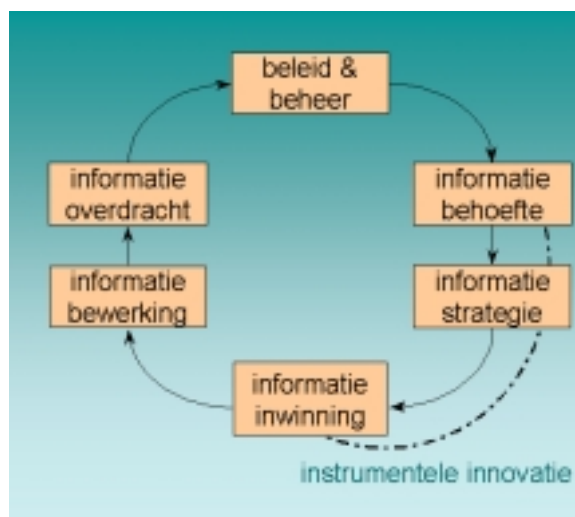 beleid &
beheer
informatie
behoefte
informatie
strategie
informatie
inwinning
informatie
bewerking
informatie
overdracht
instrumentele innovatie